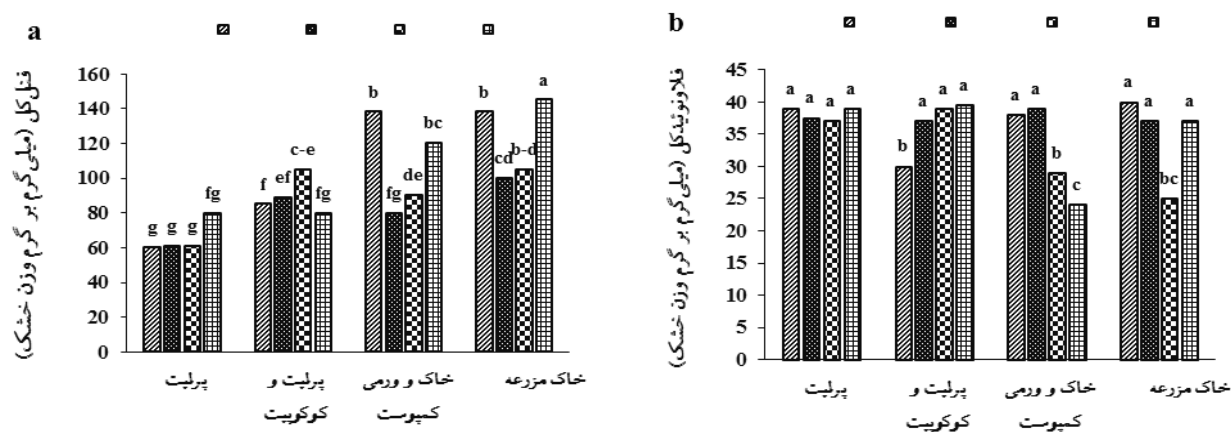 a
فنل کل (میلی گرم بر گرم وزن خشک)
160
140
120
100
80
60
40
20
0
g g g fg
f ef c-e fg
b fg de bc
b cd b-d a
پرلیت
پرلیت و کوکوپیت
خاک و ورمی کمپوست
خاک مزرعه
b
فلاونوئیدکل (میلی گرم بر گرم وزن خشک)
45
40
35
30
25
20
15
10
5
0
a a a a
b a a a
a a b c
a a bc a
پرلیت
پرلیت و کوکوپیت
خاک و ورمی کمپوست
خاک مزرعه